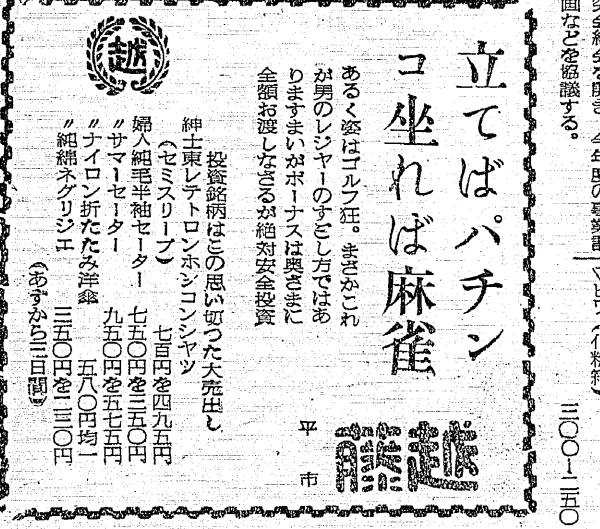 面などを協議する。
三〇〇―二五〇
立てばパチン
コ坐れば麻雀
あるく姿はゴルフ狂。まさかこれ
が男のレジャーのすごし方ではあ
りますまいがボーナスは奥さまに
全額お渡しなさるが絶対安全投資
投資銘柄はこの思い切つた大売出し
紳士東レテトロンホンコンシヤツ
(セミスリーブ) 七百円を四九五円
婦人純毛半袖セーター 七五〇円を二五〇円
〃サマーセーター 九五〇円を五七五円
〃ナイロン折たたみ洋傘 五八〇円均一
〃純綿ネグリジエ 三五〇円を二三〇円
(あすから三日間)
越
平市